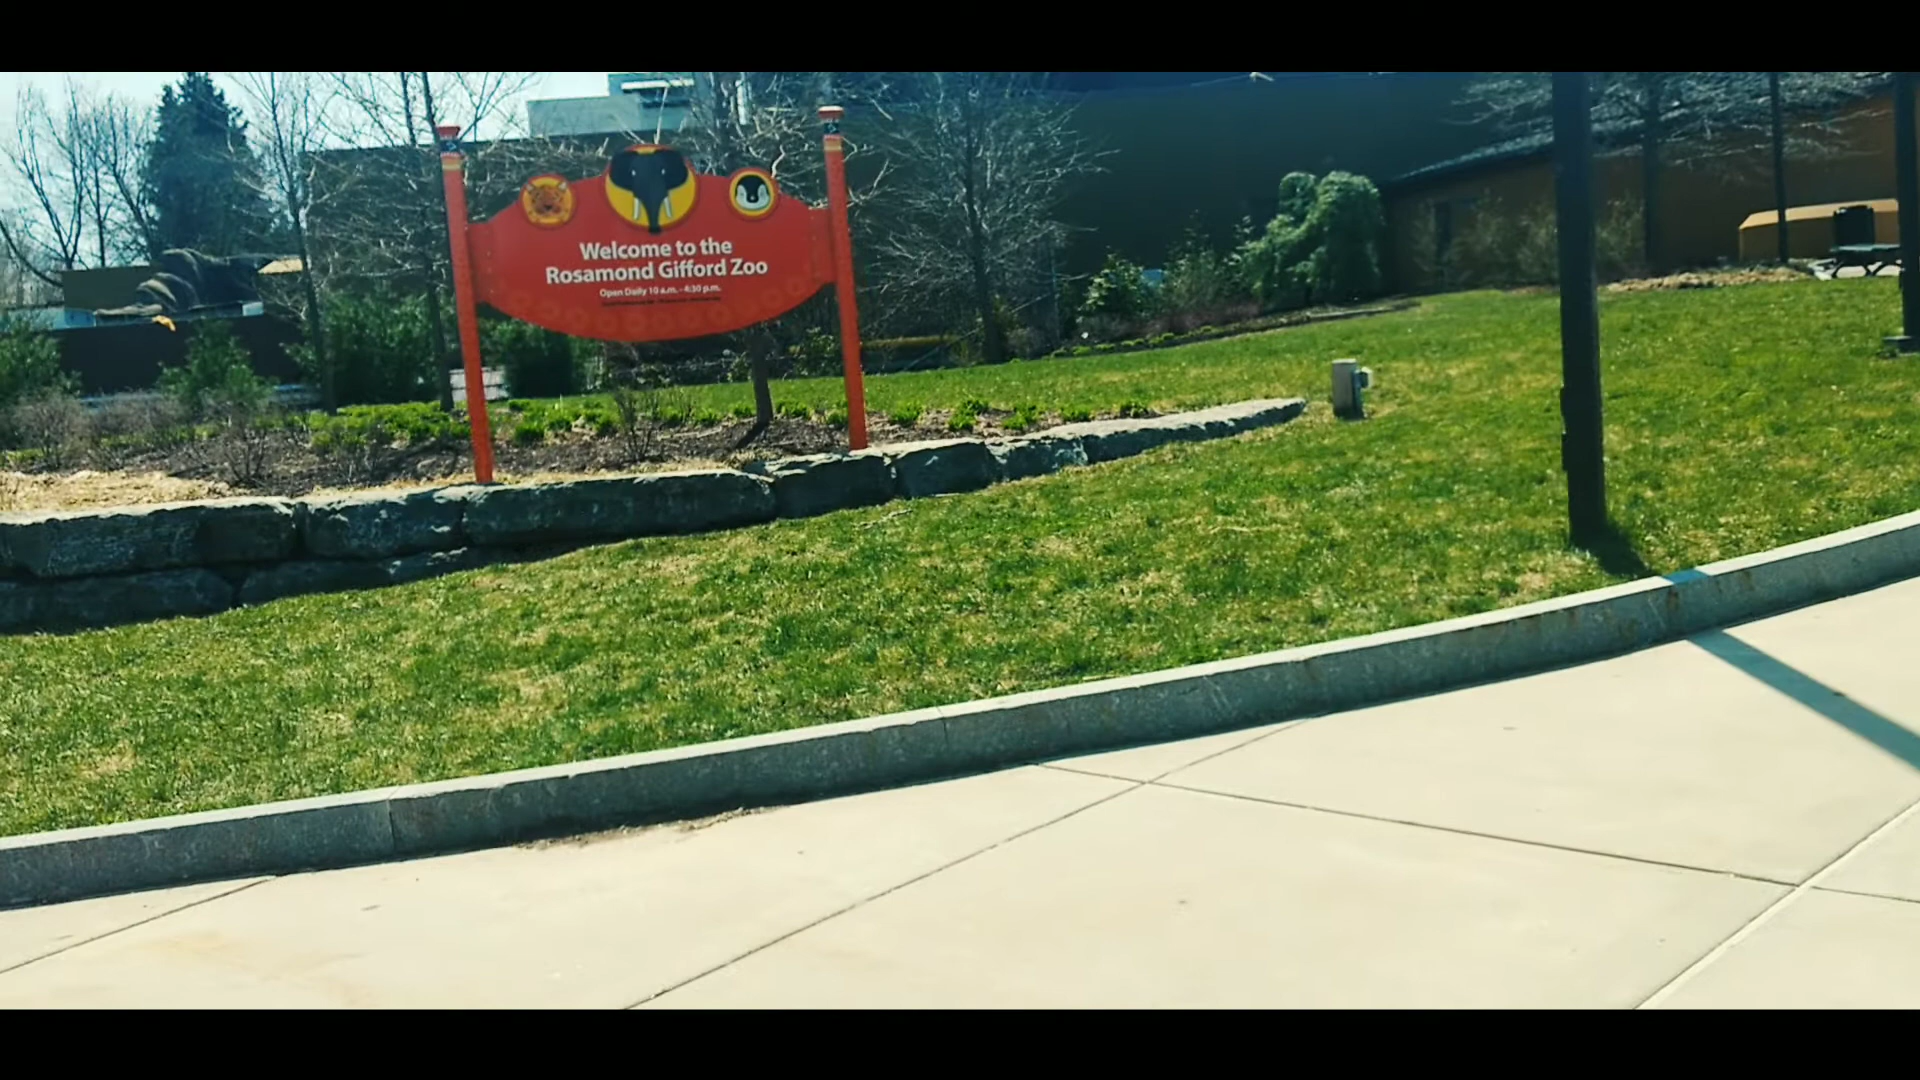 Welcome to the
Rosamond Gifford Zoo
Open Daily 10 a.m. - 4:30 p.m.